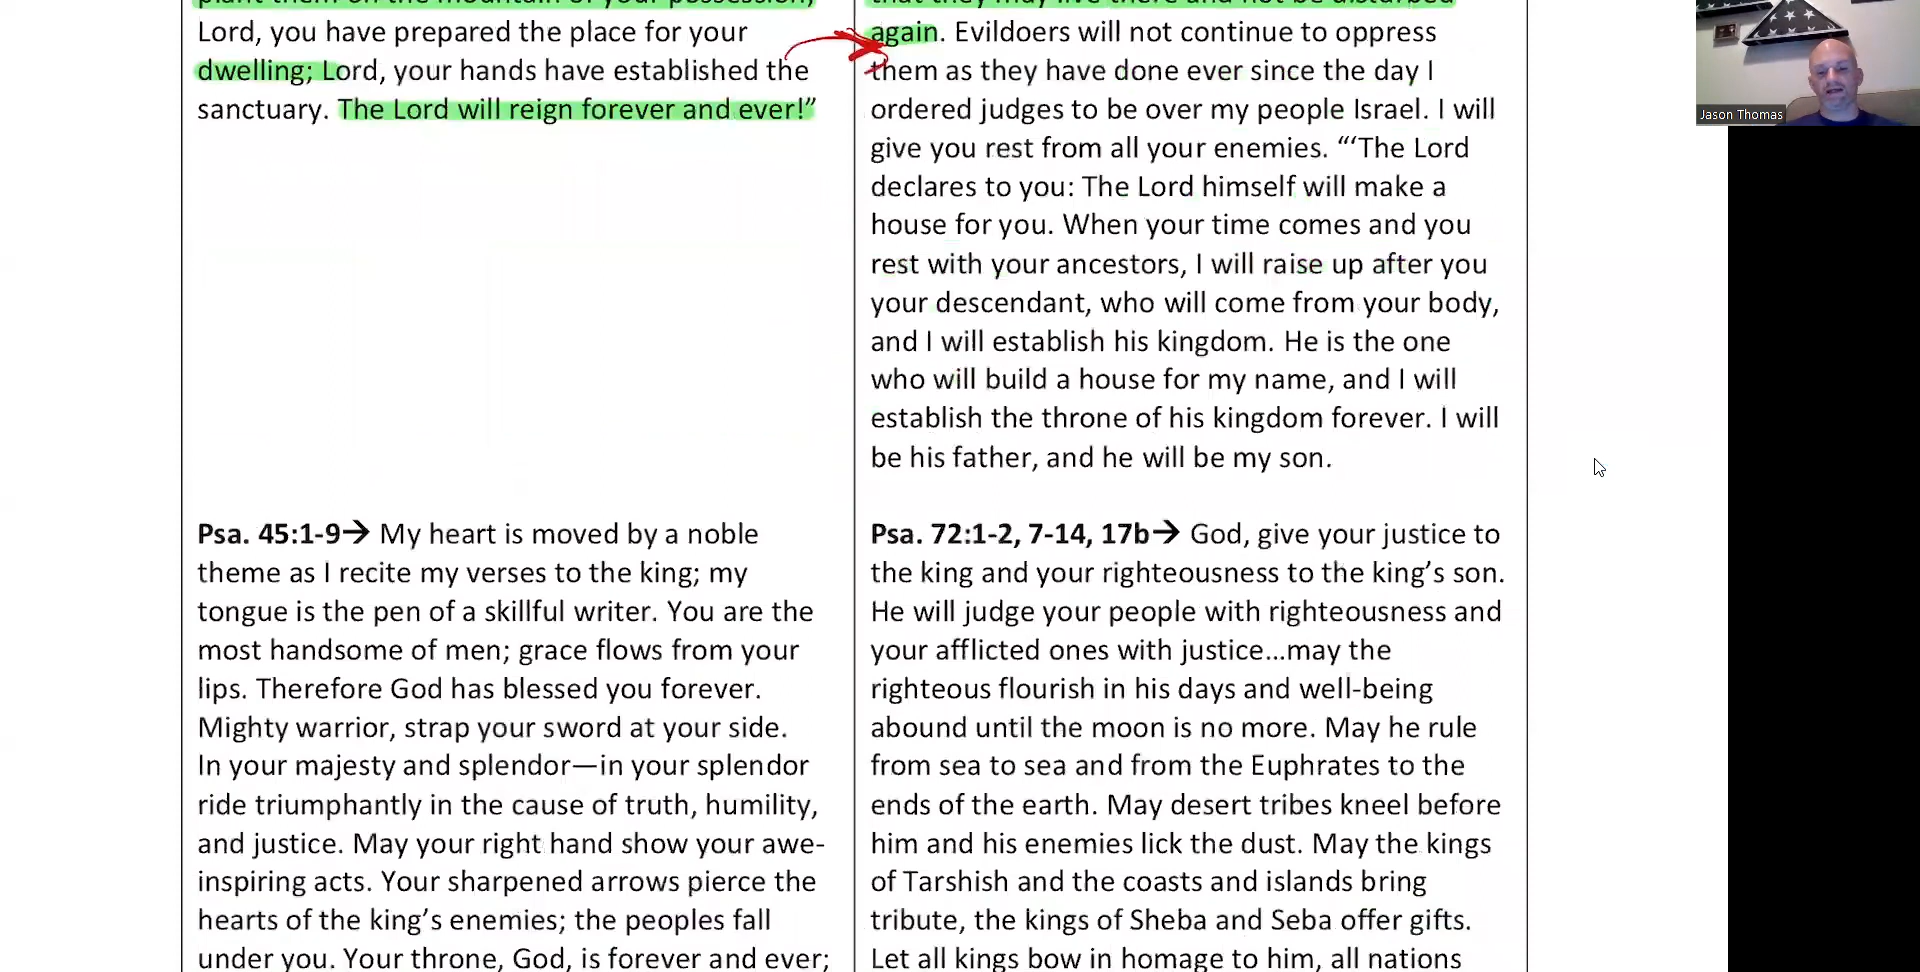 plant them on the mountain of your possession;
Lord, you have prepared the place for your
dwelling; Lord, your hands have established the
sanctuary. The Lord will reign forever and ever!”
Psa. 45:1-9→ My heart is moved by a noble
theme as I recite my verses to the king; my
tongue is the pen of a skillful writer. You are the
most handsome of men; grace flows from your
lips. Therefore God has blessed you forever.
Mighty warrior, strap your sword at your side.
In your majesty and splendor—in your splendor
ride triumphantly in the cause of truth, humility,
and justice. May your right hand show your awe-
inspiring acts. Your sharpened arrows pierce the
hearts of the king’s enemies; the peoples fall
under you. Your throne, God, is forever and ever;
that they may live there and not be disturbed
again. Evildoers will not continue to oppress
them as they have done ever since the day I
ordered judges to be over my people Israel. I will
give you rest from all your enemies. “‘The Lord
declares to you: The Lord himself will make a
house for you. When your time comes and you
rest with your ancestors, I will raise up after you
your descendant, who will come from your body,
and I will establish his kingdom. He is the one
who will build a house for my name, and I will
establish the throne of his kingdom forever. I will
be his father, and he will be my son.
Psa. 72:1-2, 7-14, 17b→ God, give your justice to
the king and your righteousness to the king’s son.
He will judge your people with righteousness and
your afflicted ones with justice…may the
righteous flourish in his days and well-being
abound until the moon is no more. May he rule
from sea to sea and from the Euphrates to the
ends of the earth. May desert tribes kneel before
him and his enemies lick the dust. May the kings
of Tarshish and the coasts and islands bring
tribute, the kings of Sheba and Seba offer gifts.
Let all kings bow in homage to him, all nations
Jason Thomas